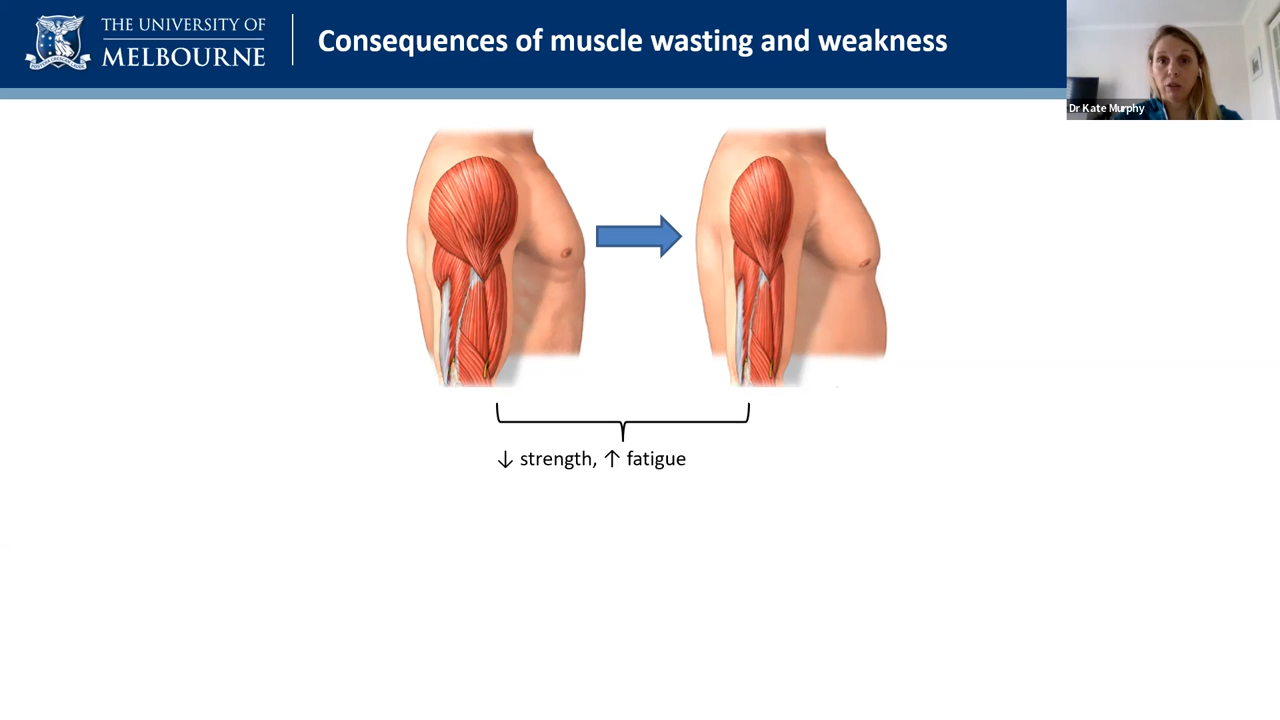 THE UNIVERSITY OF
MELBOURNE
Consequences of muscle wasting and weakness
Dr Kate Murphy
↓ strength, ↑ fatigue